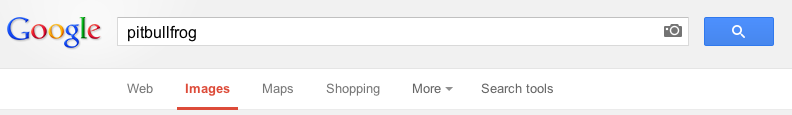 Google pitbullfrog
Web Images Maps Shopping More Search tools